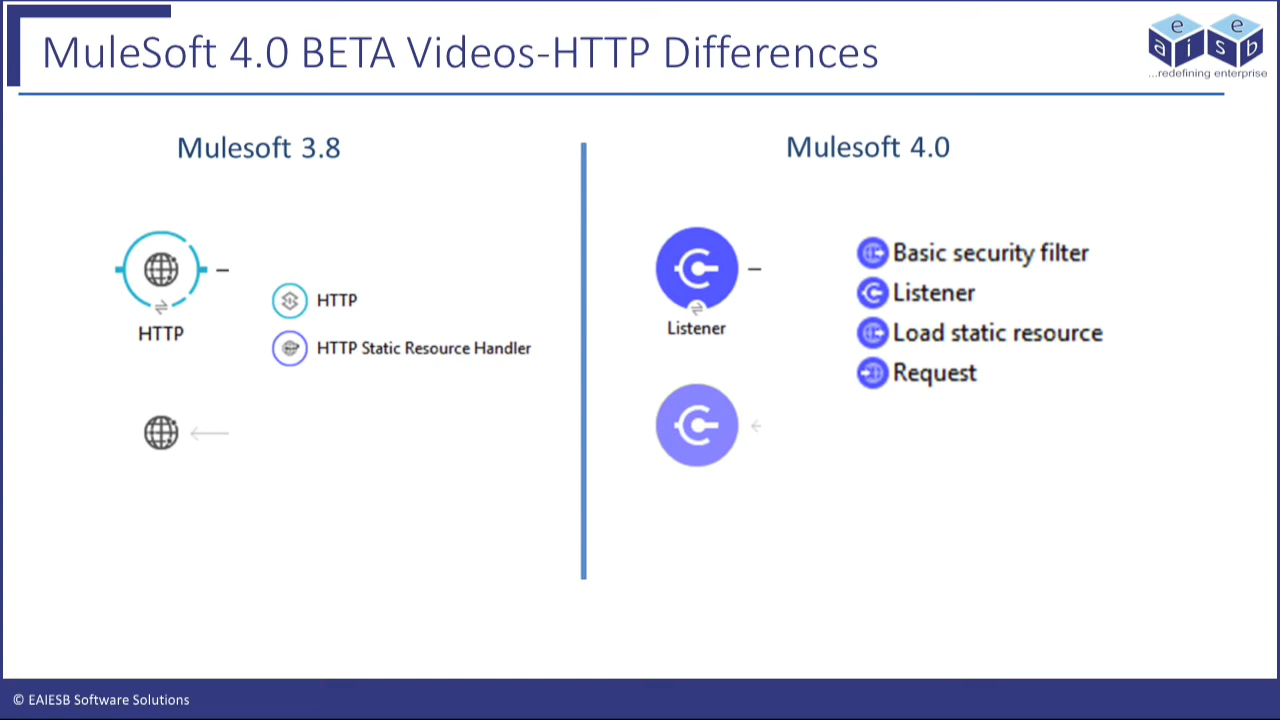 MuleSoft 4.0 BETA Videos-HTTP Differences
e e
a i s b
...redefining enterprise
Mulesoft 3.8
HTTP
HTTP
HTTP Static Resource Handler
Mulesoft 4.0
Listener
Basic security filter
Listener
Load static resource
Request
© EAIESB Software Solutions